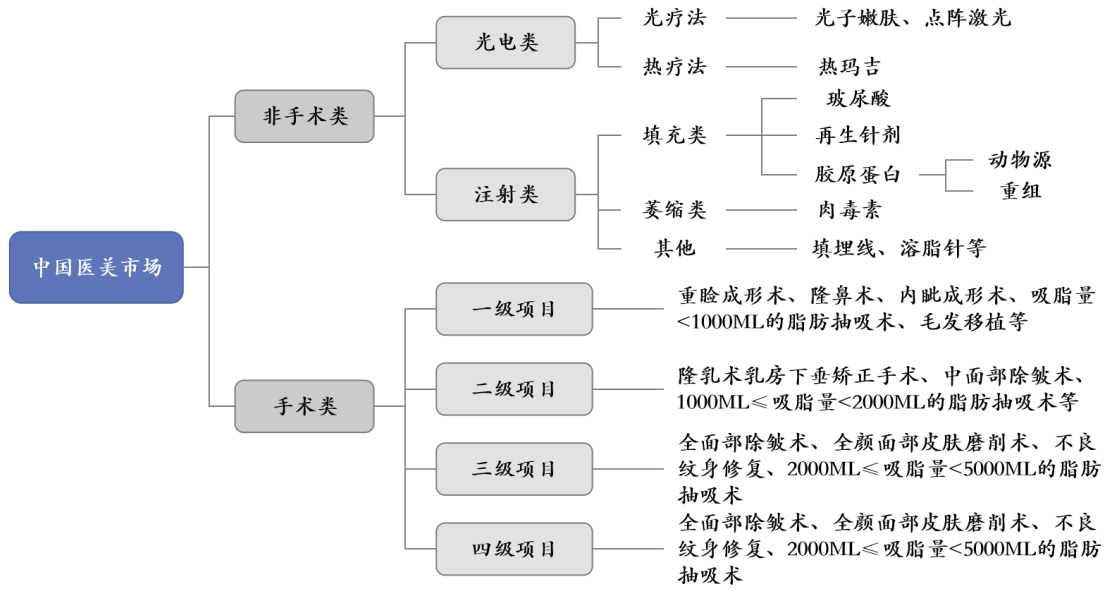 中国医美市场
非手术类
光电类
光疗法
光子嫩肤、点阵激光
热疗法
热玛吉
注射类
填充类
玻尿酸
再生针剂
胶原蛋白
动物源
重组
萎缩类
肉毒素
其他
填埋线、溶脂针等
手术类
一级项目
重睑成形术、隆鼻术、内眦成形术、吸脂量
<1000ML的脂肪抽吸术、毛发移植等
二级项目
隆乳术乳房下垂矫正手术、中面部除皱术、
1000ML≤吸脂量<2000ML的脂肪抽吸术等
三级项目
全面部除皱术、全颜面部皮肤磨削术、不良
纹身修复、2000ML≤吸脂量<5000ML的脂肪
抽吸术
四级项目
全面部除皱术、全颜面部皮肤磨削术、不良
纹身修复、2000ML≤吸脂量<5000ML的脂肪
抽吸术